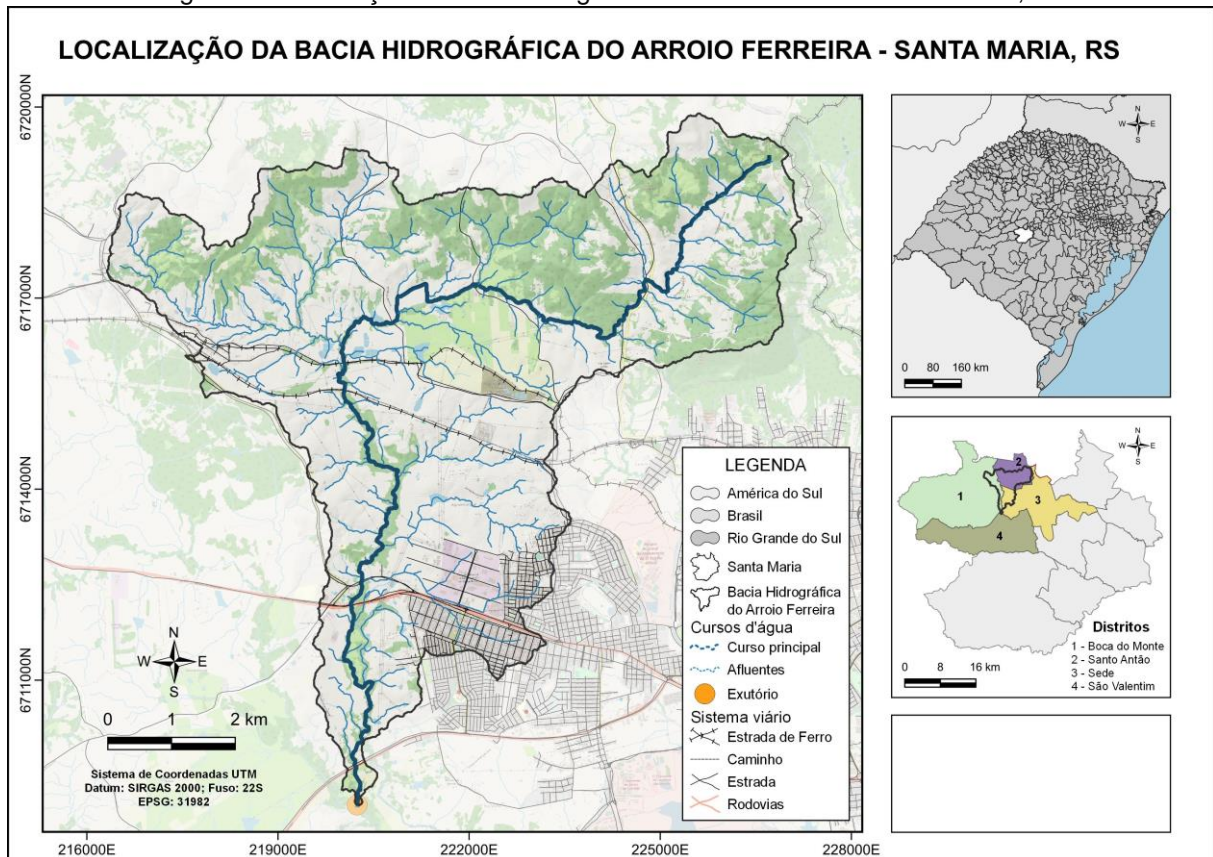 LOCALIZAÇÃO DA BACIA HIDROGRÁFICA DO ARROIO FERREIRA - SANTA MARIA, RS
6720000N
6717000N
6714000N
6711000N
216000E
219000E
222000E
225000E
228000E
N
W E
S
0 1 2 km
Sistema de Coordenadas UTM
Datum: SIRGAS 2000; Fuso: 22S
EPSG: 31982
LEGENDA
América do Sul
Brasil
Rio Grande do Sul
Santa Maria
Bacia Hidrográfica
do Arroio Ferreira
Cursos d'água
Curso principal
Afluentes
Exutório
Sistema viário
Estrada de Ferro
Caminho
Estrada
Rodovias
N
W E
S
0 80 160 km
N
W E
S
1
2
3
4
0 8 16 km
Distritos
1 - Boca do Monte
2 - Santo Antão
3 - Sede
4 - São Valentim